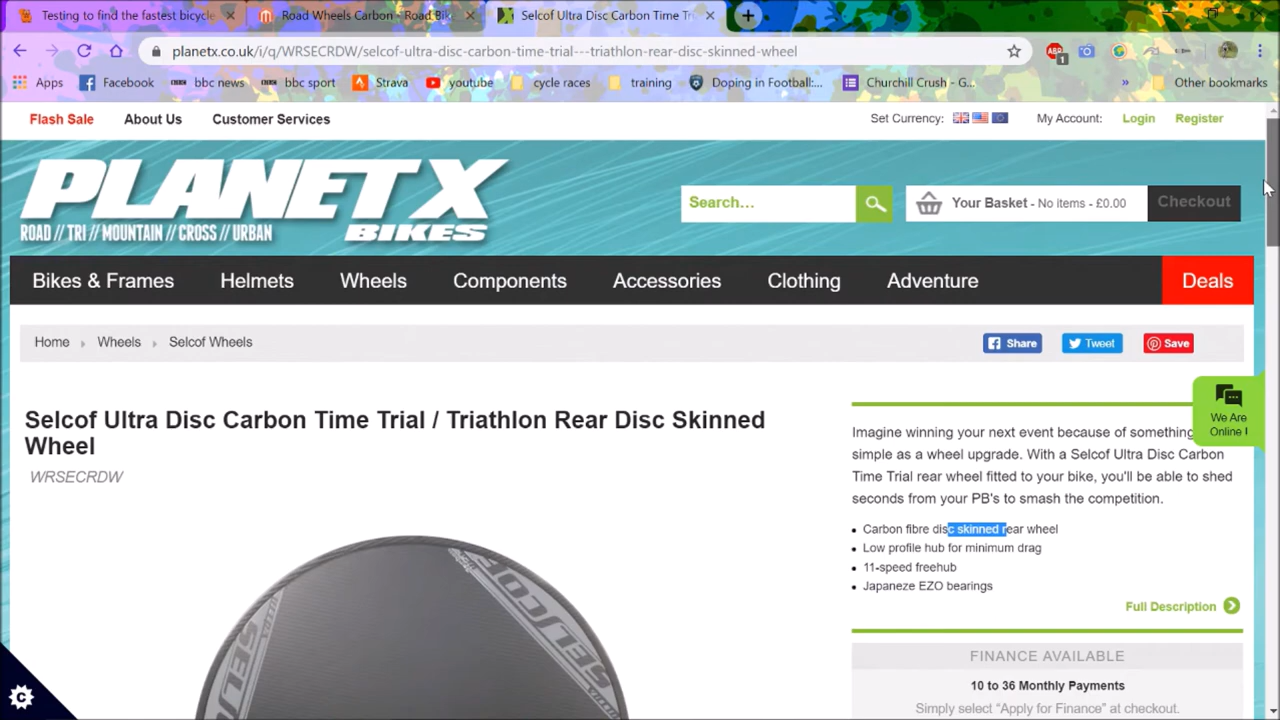 Testing to find the fastest bicycle
Road Wheels Carbon - Road Bik
Selcof Ultra Disc Carbon Time Tri
planetx.co.uk/i/q/WRSECRDW/selcof-ultra-disc-carbon-time-trial---triathlon-rear-disc-skinned-wheel
Apps Facebook bbc news bbc sport Strava youtube cycle races training Doping in Football:... Churchill Crush - G... » Other bookmarks
Flash Sale About Us Customer Services Set Currency: My Account: Login Register
PLANET X
BIKES
ROAD // TRI // MOUNTAIN // CROSS // URBAN
Search... Your Basket - No items - £0.00 Checkout
Bikes & Frames Helmets Wheels Components Accessories Clothing Adventure Deals
Home Wheels Selcof Wheels Share Tweet Save
We Are
Online !
Selcof Ultra Disc Carbon Time Trial / Triathlon Rear Disc Skinned
Wheel
WRSECRDW
SELCOF
Imagine winning your next event because of something
simple as a wheel upgrade. With a Selcof Ultra Disc Carbon
Time Trial rear wheel fitted to your bike, you'll be able to shed
seconds from your PB's to smash the competition.
• Carbon fibre disc skinned rear wheel
• Low profile hub for minimum drag
• 11-speed freehub
• Japaneze EZO bearings
Full Description
FINANCE AVAILABLE
10 to 36 Monthly Payments
Simply select “Apply for Finance” at checkout.